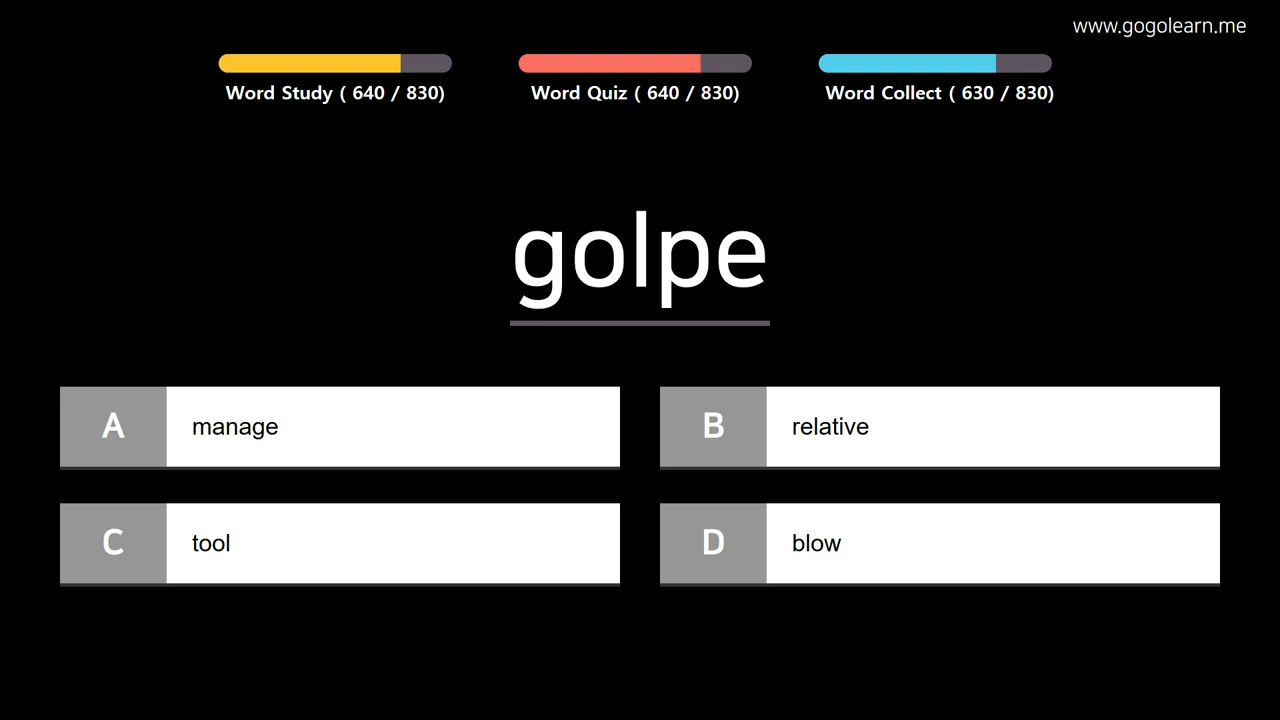 www.gogolearn.me
Word Study ( 640 / 830)
Word Quiz ( 640 / 830)
Word Collect ( 630 / 830)
golpe
A manage
B relative
C tool
D blow